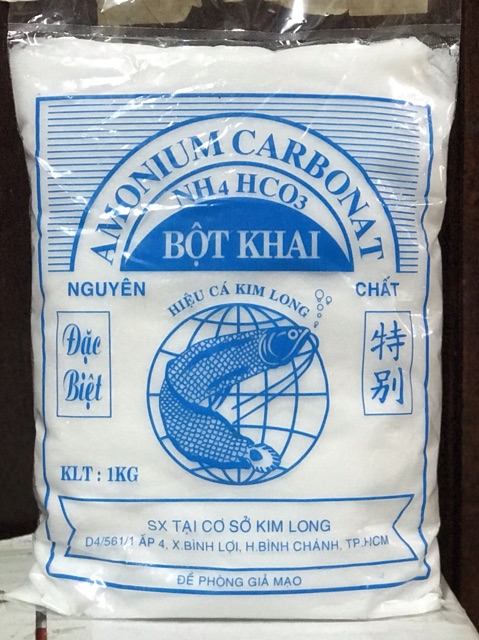 AMONIUM CARBONAT
NH4 HCO3
BỘT KHAI
NGUYÊN CHẤT
HIỆU CÁ KIM LONG
Đặc
Biệt
特
别
KLT : 1KG
SX TẠI CƠ SỞ KIM LONG
D4/561/1 ẤP 4, X.BÌNH LỢI, H.BÌNH CHÁNH, TP.HCM
ĐỀ PHÒNG GIẢ MẠO